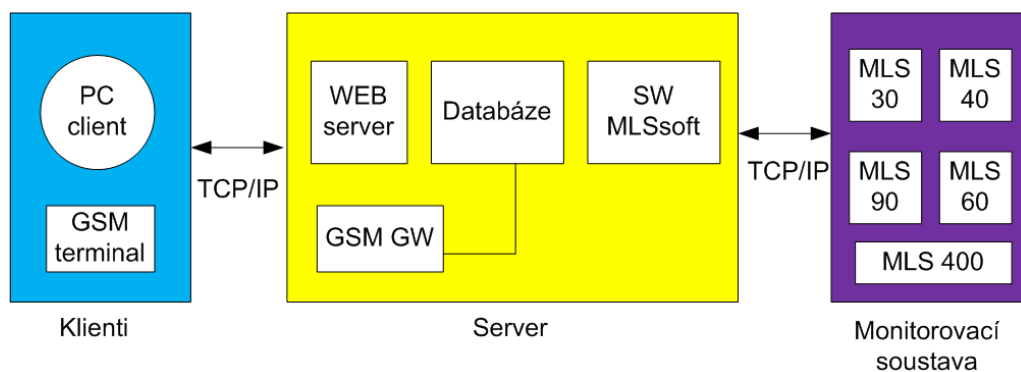 PC
client
GSM
terminal
Klienti
TCP/IP
WEB
server
Databáze
SW
MLSsoft
GSM GW
Server
TCP/IP
MLS
30
MLS
40
MLS
90
MLS
60
MLS 400
Monitorovací
soustava